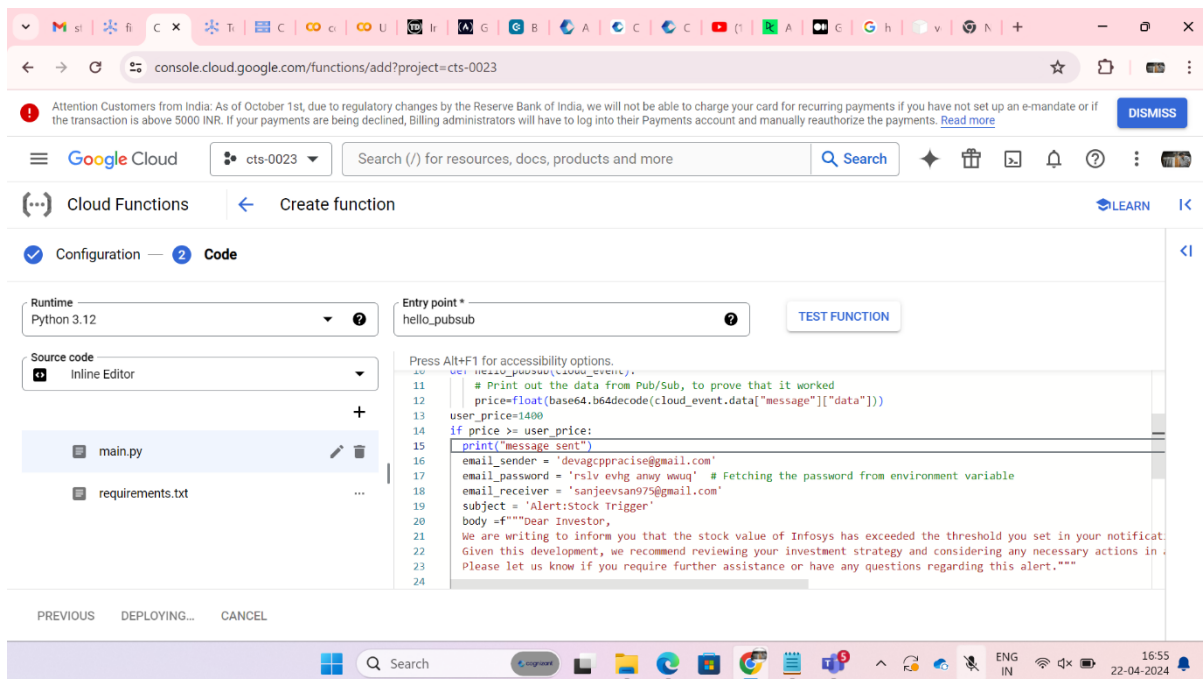 M st
fi
C
Te
C
co
U
In
G
B
A
C
C
(1
A
G
G h
v
N
console.cloud.google.com/functions/add?project=cts-0023
Attention Customers from India: As of October 1st, due to regulatory changes by the Reserve Bank of India, we will not be able to charge your card for recurring payments if you have not set up an e-mandate or if
the transaction is above 5000 INR. If your payments are being declined, Billing administrators will have to log into their Payments account and manually reauthorize the payments. Read more
DISMISS
Google Cloud
cts-0023
Search (/) for resources, docs, products and more
Search
Cloud Functions
Create function
LEARN
Configuration — 2 Code
Runtime
Python 3.12
Entry point *
hello_pubsub
TEST FUNCTION
Source code
Inline Editor
main.py
requirements.txt
Press Alt+F1 for accessibility options.
10 def hello_pubsub(cloud_event):
11 # Print out the data from Pub/Sub, to prove that it worked
12 price=float(base64.b64decode(cloud_event.data["message"]["data"]))
13 user_price=1400
14 if price >= user_price:
15 print("message sent")
16 email_sender = 'devagcppracise@gmail.com'
17 email_password = 'rslv evhg anwy wwuq' # Fetching the password from environment variable
18 email_receiver = 'sanjeevsan975@gmail.com'
19 subject = 'Alert:Stock Trigger'
20 body =f"""Dear Investor,
21 We are writing to inform you that the stock value of Infosys has exceeded the threshold you set in your notificat
22 Given this development, we recommend reviewing your investment strategy and considering any necessary actions in
23 Please let us know if you require further assistance or have any questions regarding this alert."""
24
PREVIOUS
DEPLOYING...
CANCEL
Search
cognizant
5
ENG
IN
16:55
22-04-2024